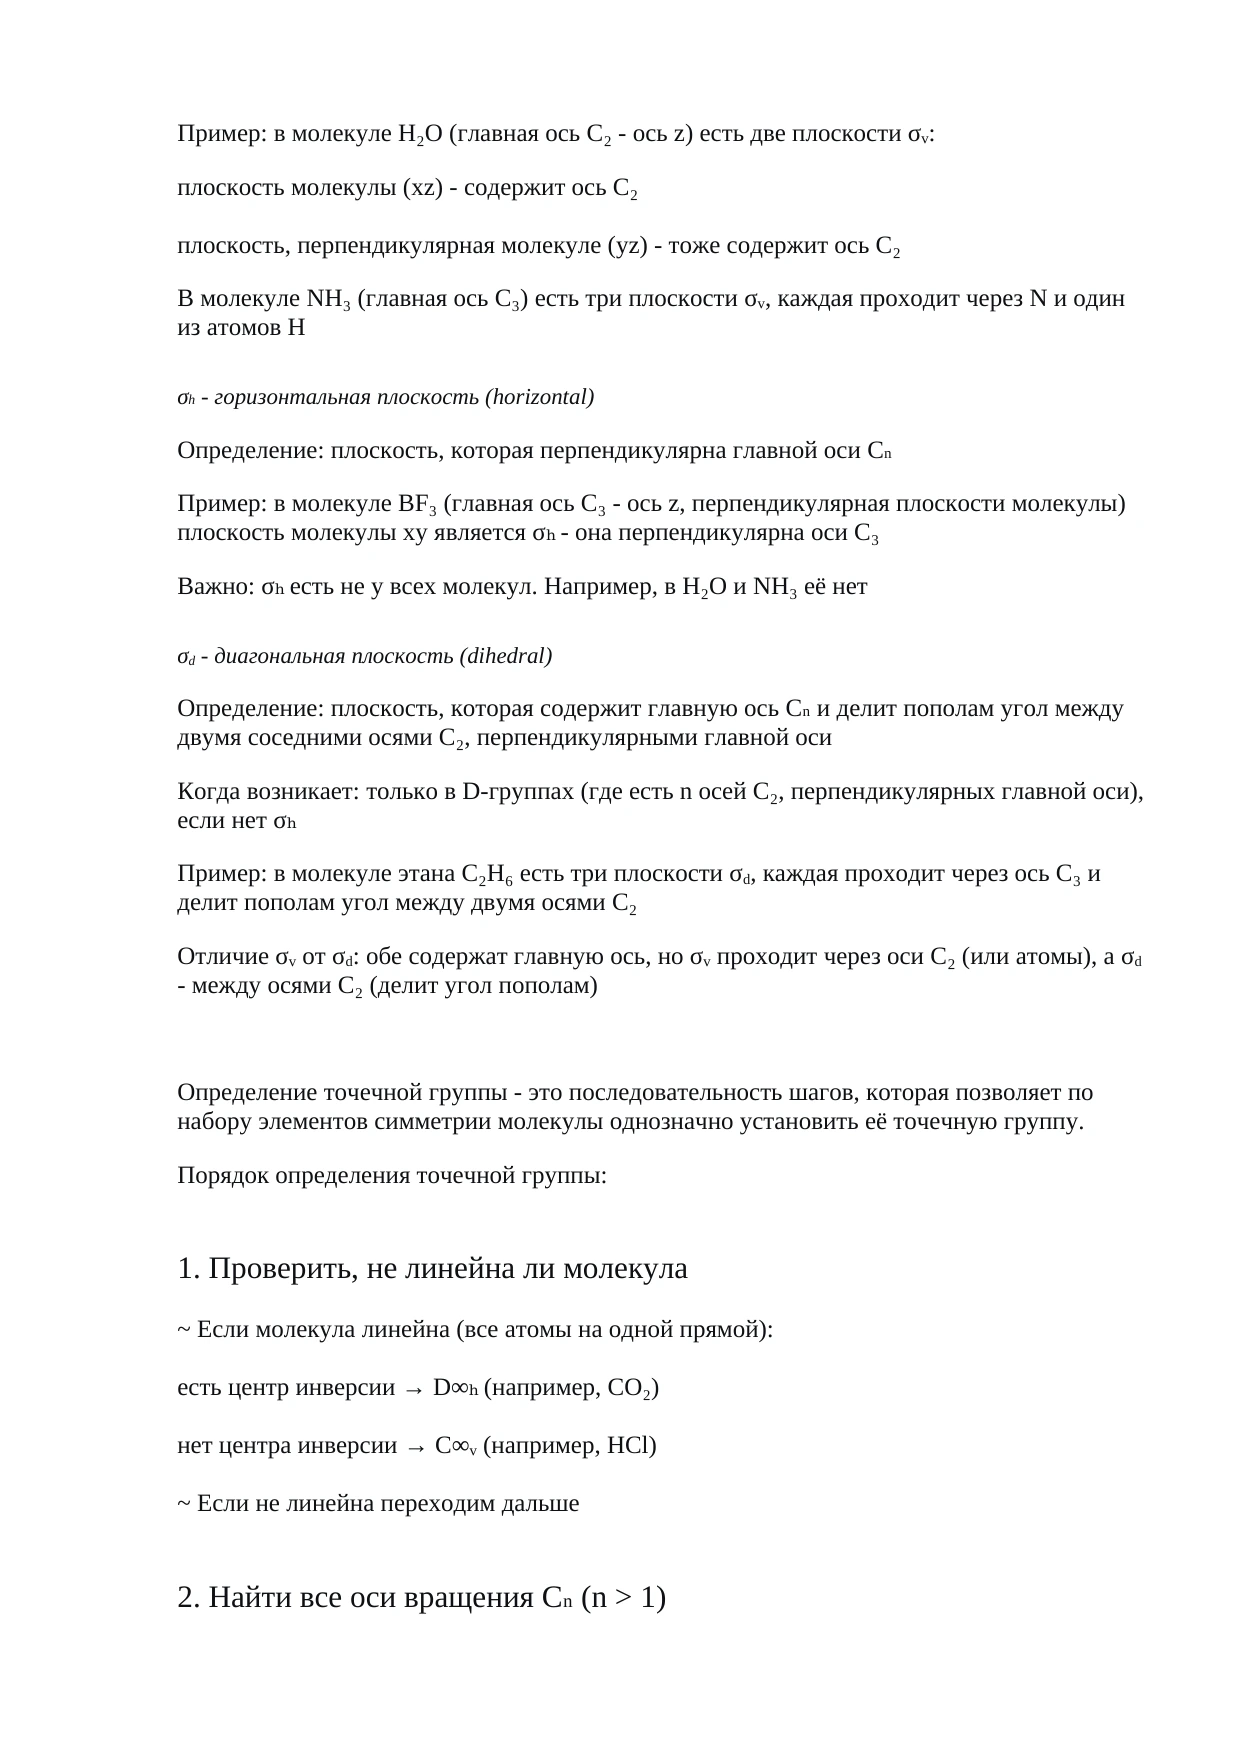 Пример: в молекуле H₂O (главная ось C₂ - ось z) есть две плоскости σᵥ:
плоскость молекулы (xz) - содержит ось C₂
плоскость, перпендикулярная молекуле (yz) - тоже содержит ось C₂
В молекуле NH₃ (главная ось C₃) есть три плоскости σᵥ, каждая проходит через N и один
из атомов H
σₕ - горизонтальная плоскость (horizontal)
Определение: плоскость, которая перпендикулярна главной оси Cₙ
Пример: в молекуле BF₃ (главная ось C₃ - ось z, перпендикулярная плоскости молекулы)
плоскость молекулы xy является σₕ - она перпендикулярна оси C₃
Важно: σₕ есть не у всех молекул. Например, в H₂O и NH₃ её нет
σd - диагональная плоскость (dihedral)
Определение: плоскость, которая содержит главную ось Cₙ и делит пополам угол между
двумя соседними осями C₂, перпендикулярными главной оси
Когда возникает: только в D-группах (где есть n осей C₂, перпендикулярных главной оси),
если нет σₕ
Пример: в молекуле этана C₂H₆ есть три плоскости σd, каждая проходит через ось C₃ и
делит пополам угол между двумя осями C₂
Отличие σᵥ от σd: обе содержат главную ось, но σᵥ проходит через оси C₂ (или атомы), а σd
- между осями C₂ (делит угол пополам)
Определение точечной группы - это последовательность шагов, которая позволяет по
набору элементов симметрии молекулы однозначно установить её точечную группу.
Порядок определения точечной группы:
1. Проверить, не линейна ли молекула
~ Если молекула линейна (все атомы на одной прямой):
есть центр инверсии → D∞ₕ (например, CO₂)
нет центра инверсии → C∞ᵥ (например, HCl)
~ Если не линейна переходим дальше
2. Найти все оси вращения Cₙ (n > 1)